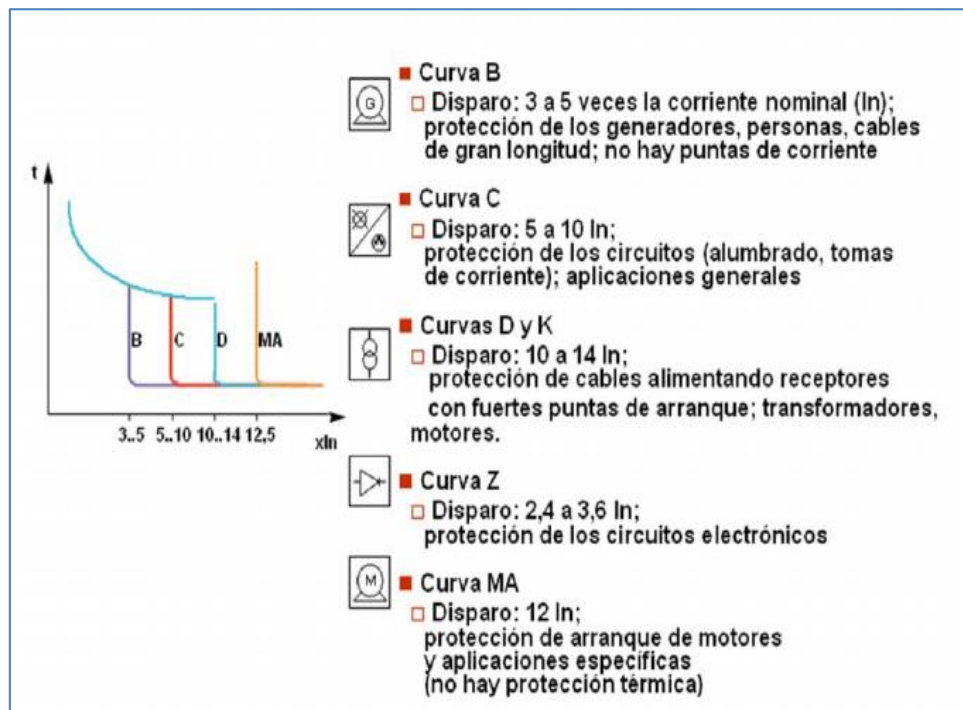 t
B
C
D
MA
3..5 5..10 10..14 12,5
xIn
G
Curva B
Disparo: 3 a 5 veces la corriente nominal (In);
protección de los generadores, personas, cables
de gran longitud; no hay puntas de corriente
Curva C
Disparo: 5 a 10 In;
protección de los circuitos (alumbrado, tomas
de corriente); aplicaciones generales
Curvas D y K
Disparo: 10 a 14 In;
protección de cables alimentando receptores
con fuertes puntas de arranque; transformadores,
motores.
Curva Z
Disparo: 2,4 a 3,6 In;
protección de los circuitos electrónicos
M
Curva MA
Disparo: 12 In;
protección de arranque de motores
y aplicaciones específicas
(no hay protección térmica)